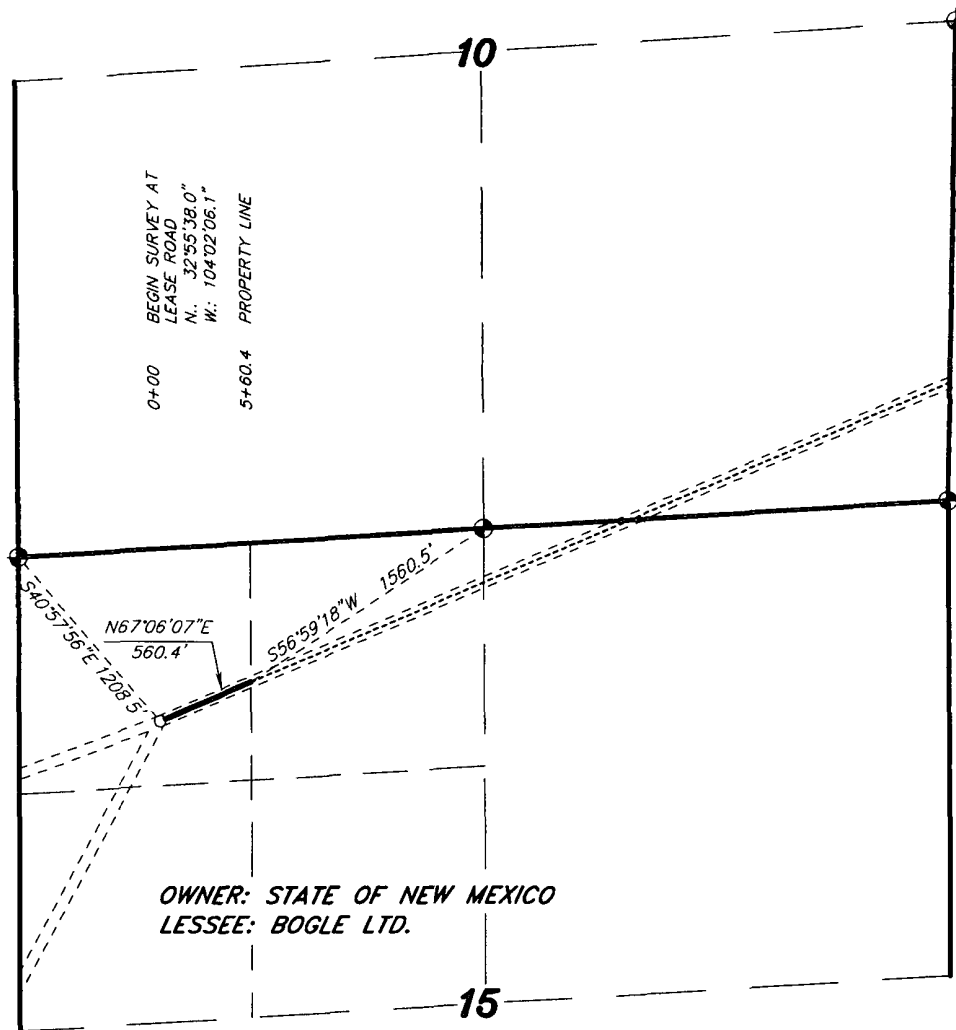 10
0+00 BEGIN SURVEY AT
LEASE ROAD
N.. 32°55'38.0"
W.: 104°02'06.1"
5+60.4 PROPERTY LINE
S40°57'56"E 1208.5'
N67°06'07"E
560.4'
S56°59'18"W 1560.5'
OWNER: STATE OF NEW MEXICO
LESSEE: BOGLE LTD.
15